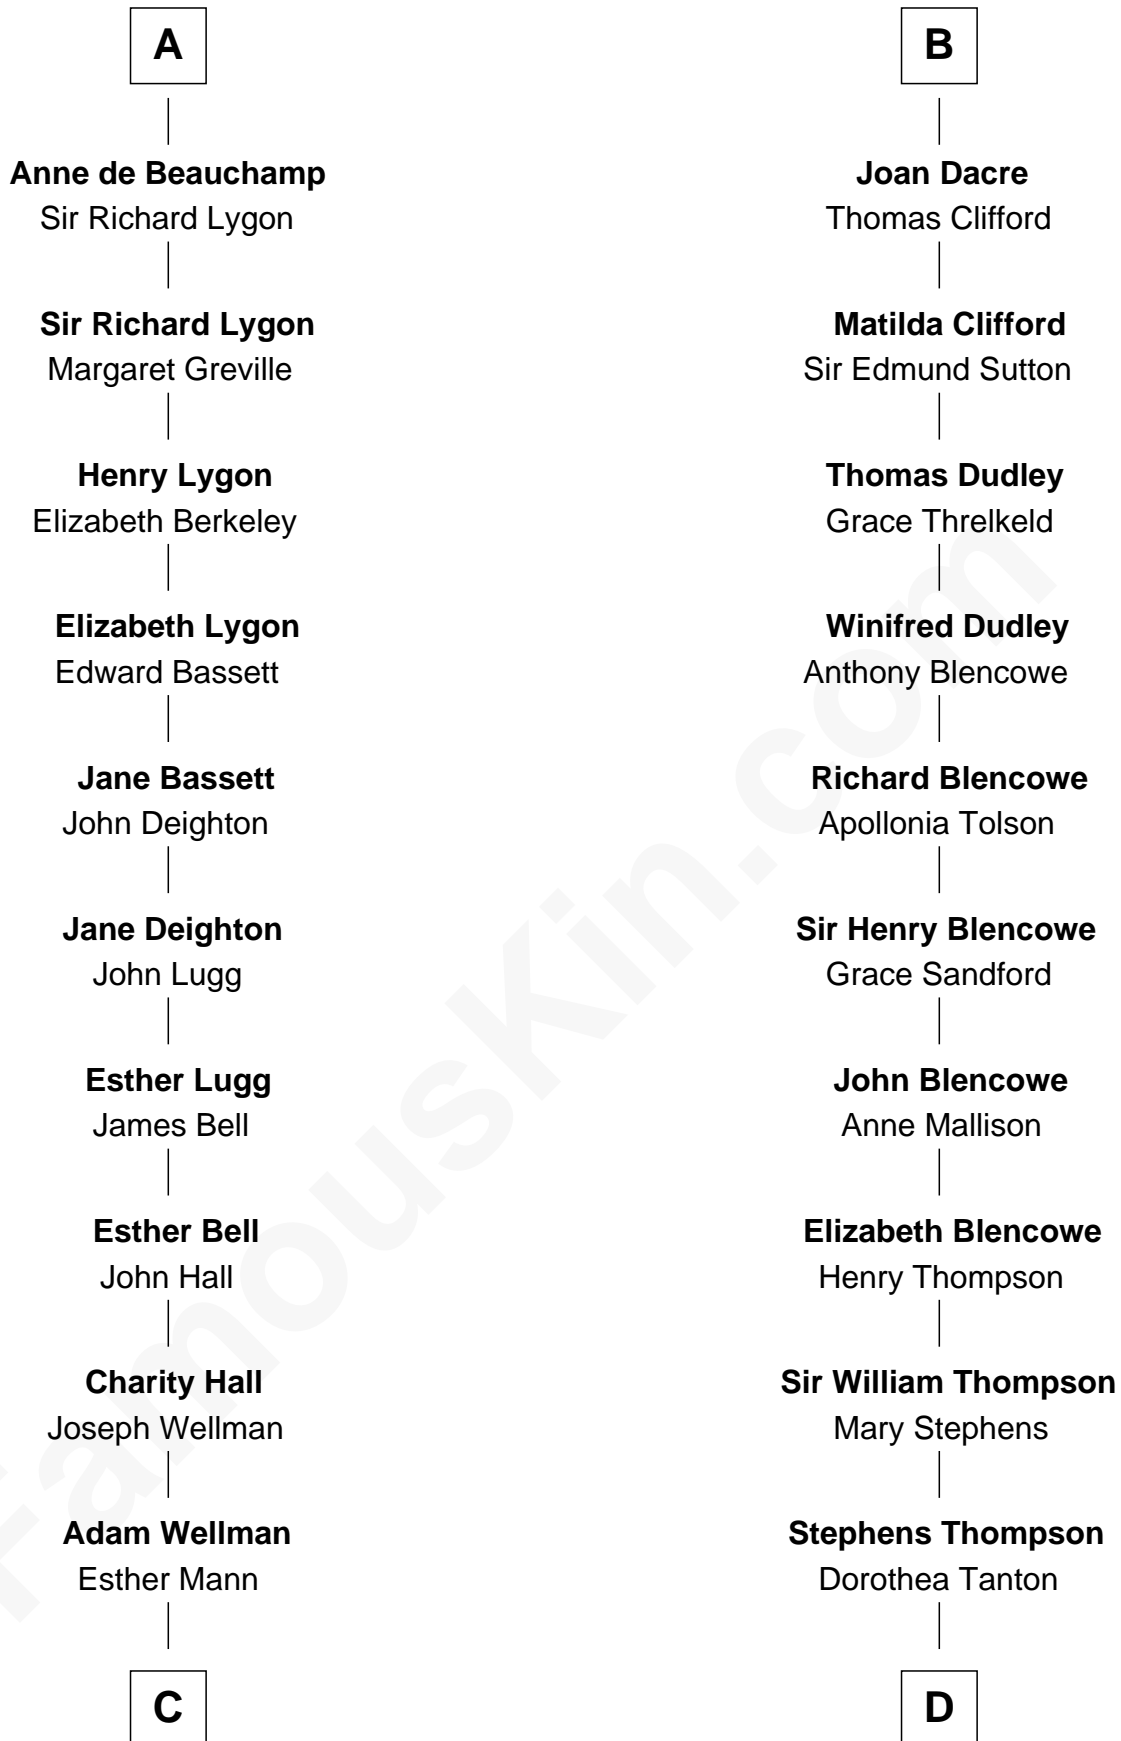 A
Anne de Beauchamp
Sir Richard Lygon
Sir Richard Lygon
Margaret Greville
Henry Lygon
Elizabeth Berkeley
Elizabeth Lygon
Edward Bassett
Jane Bassett
John Deighton
Jane Deighton
John Lugg
Esther Lugg
James Bell
Esther Bell
John Hall
Charity Hall
Joseph Wellman
Adam Wellman
Esther Mann
C
B
Joan Dacre
Thomas Clifford
Matilda Clifford
Sir Edmund Sutton
Thomas Dudley
Grace Threlkeld
Winifred Dudley
Anthony Blencowe
Richard Blencowe
Apollonia Tolson
Sir Henry Blencowe
Grace Sandford
John Blencowe
Anne Mallison
Elizabeth Blencowe
Henry Thompson
Sir William Thompson
Mary Stephens
Stephens Thompson
Dorothea Tanton
D
FamousKin.com